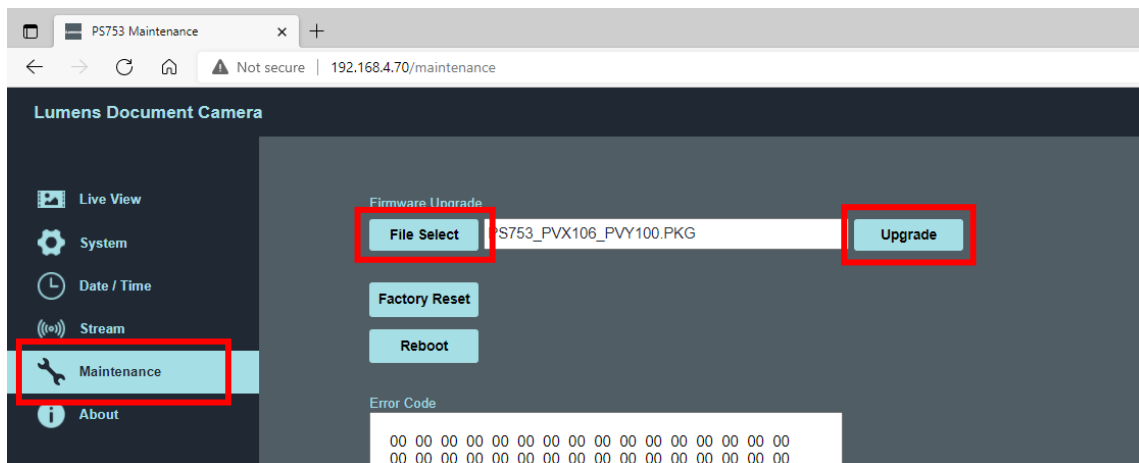 PS753 Maintenance
Not secure | 192.168.4.70/maintenance
Lumens Document Camera
Live View
System
Date / Time
Stream
Maintenance
About
Firmware Upgrade
File Select
PS753_PVX106_PVY100.PKG
Upgrade
Factory Reset
Reboot
Error Code
00 00 00 00 00 00 00 00 00 00 00 00 00 00 00 00
00 00 00 00 00 00 00 00 00 00 00 00 00 00 00 00